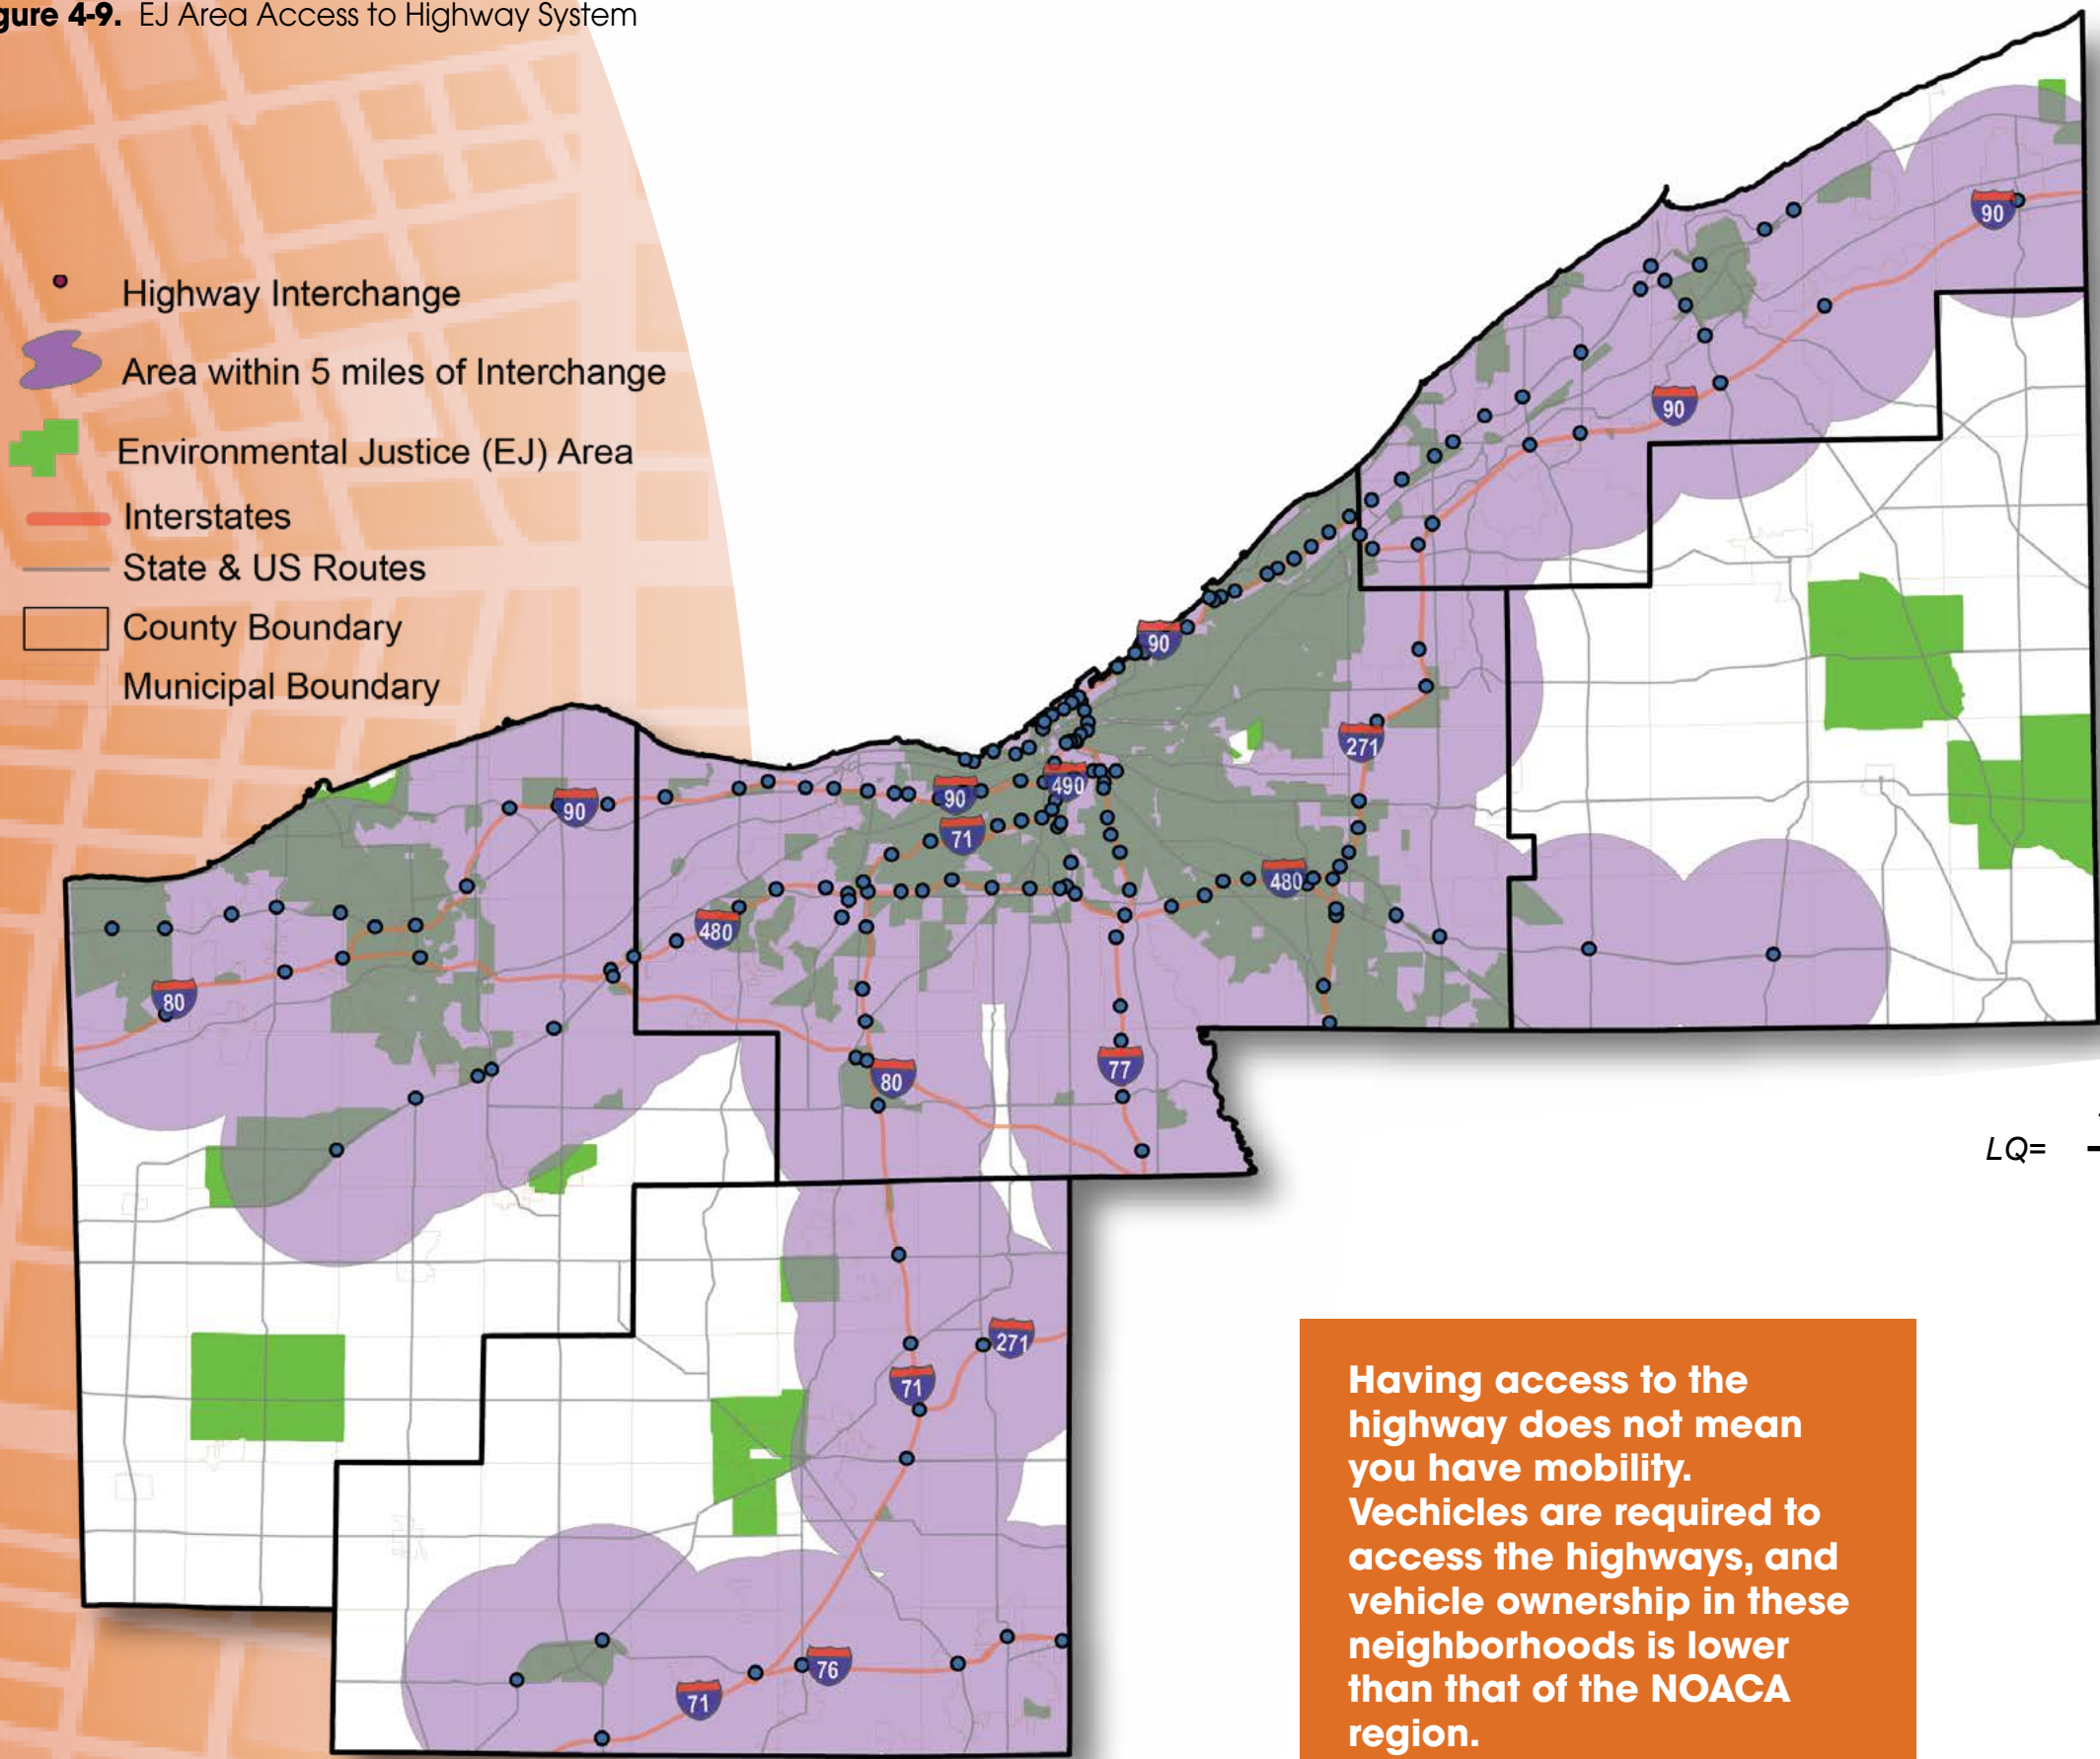 gure 4-9. EJ Area Access to Highway System
Highway Interchange
Area within 5 miles of Interchange
Environmental Justice (EJ) Area
Interstates
State & US Routes
County Boundary
Municipal Boundary
90
90
90
271
90
90
490
71
480
480
80
80
77
271
71
76
71
LQ=
Having access to the
highway does not mean
you have mobility.
Vechicles are required to
access the highways, and
vehicle ownership in these
neighborhoods is lower
than that of the NOACA
region.